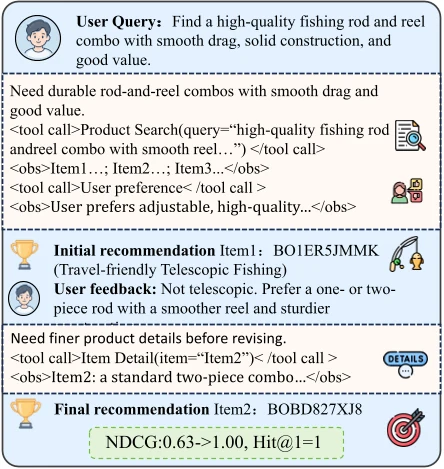 User Query: Find a high-quality fishing rod and reel
combo with smooth drag, solid construction, and
good value.
Need durable rod-and-reel combos with smooth drag and
good value.
<tool call>Product Search(query=“high-quality fishing rod
andreel combo with smooth reel…”) </tool call>
<obs>Item1…; Item2…; Item3...</obs>
<tool call>User preference< /tool call >
<obs>User prefers adjustable, high-quality...</obs>
Initial recommendation Item1: BO1ER5JMMK
(Travel-friendly Telescopic Fishing)
User feedback: Not telescopic. Prefer a one- or two-
piece rod with a smoother reel and sturdier
Need finer product details before revising.
<tool call>Item Detail(item=“Item2”)< /tool call >
<obs>Item2: a standard two-piece combo...</obs>
DETAILS
Final recommendation Item2: BOBD827XJ8
NDCG:0.63->1.00, Hit@1=1